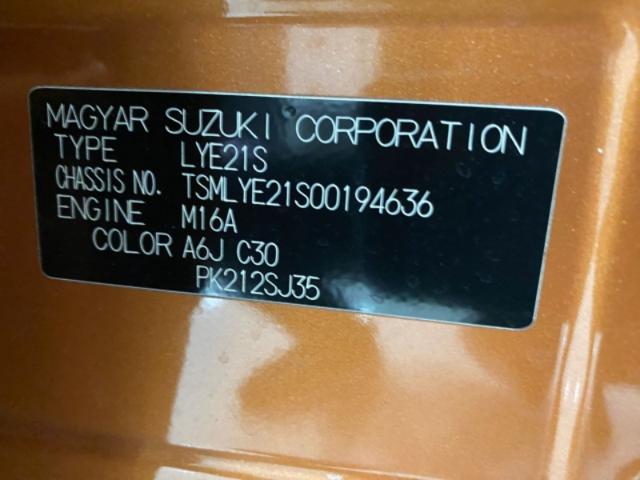 MAGYAR SUZUKI CORPORATION
TYPE LYE21S
CHASSIS NO. TSMLYE21S00194636
ENGINE M16A
COLOR A6J C30
PK212SJ35